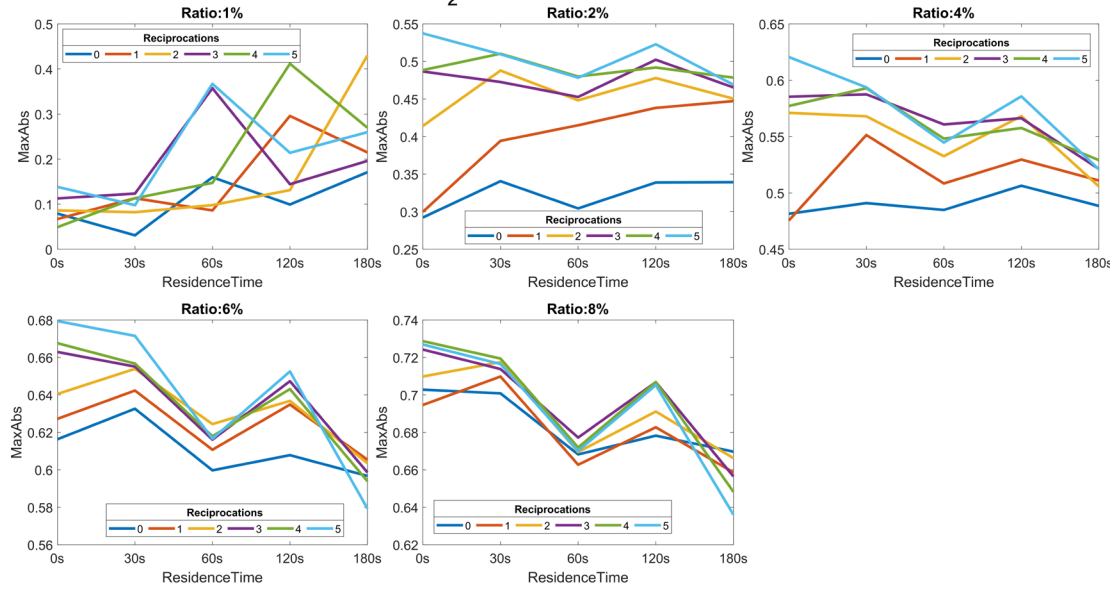 2
Ratio:1%
0.5
0.4
0.3
0.2
0.1
0
MaxAbs
Reciprocations
0 1 2 3 4 5
0s 30s 60s 120s 180s
ResidenceTime
Ratio:2%
0.55
0.5
0.45
0.4
0.35
0.3
0.25
MaxAbs
Reciprocations
0 1 2 3 4 5
0s 30s 60s 120s 180s
ResidenceTime
Ratio:4%
0.65
0.6
0.55
0.5
0.45
MaxAbs
Reciprocations
0 1 2 3 4 5
0s 30s 60s 120s 180s
ResidenceTime
Ratio:6%
0.68
0.66
0.64
0.62
0.6
0.58
0.56
MaxAbs
Reciprocations
0 1 2 3 4 5
0s 30s 60s 120s 180s
ResidenceTime
Ratio:8%
0.74
0.72
0.7
0.68
0.66
0.64
0.62
MaxAbs
Reciprocations
0 1 2 3 4 5
0s 30s 60s 120s 180s
ResidenceTime